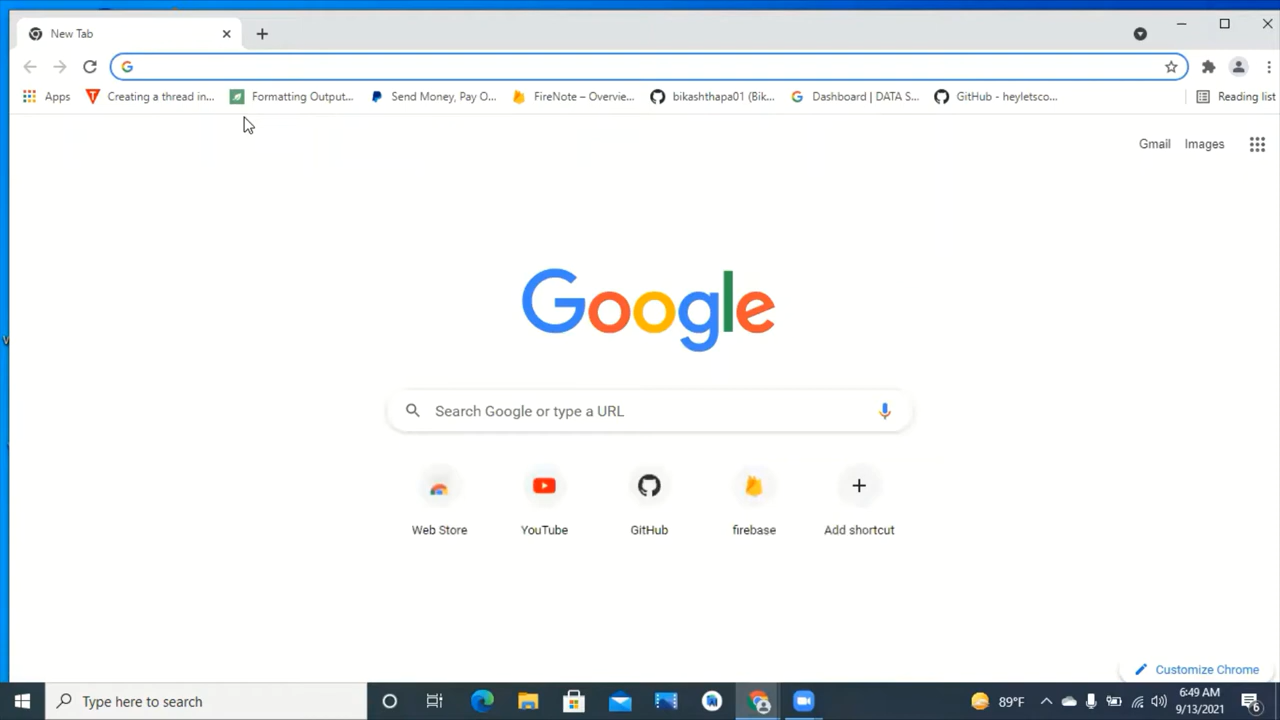 New Tab
Apps
Creating a thread in...
Formatting Output...
Send Money, Pay O...
FireNote – Overvie...
bikashthapa01 (Bik...
Dashboard | DATA S...
GitHub - heyletsco...
Reading list
Gmail
Images
Google
Search Google or type a URL
Web Store
YouTube
GitHub
firebase
Add shortcut
Customize Chrome
Type here to search
89°F
6:49 AM
9/13/2021
6